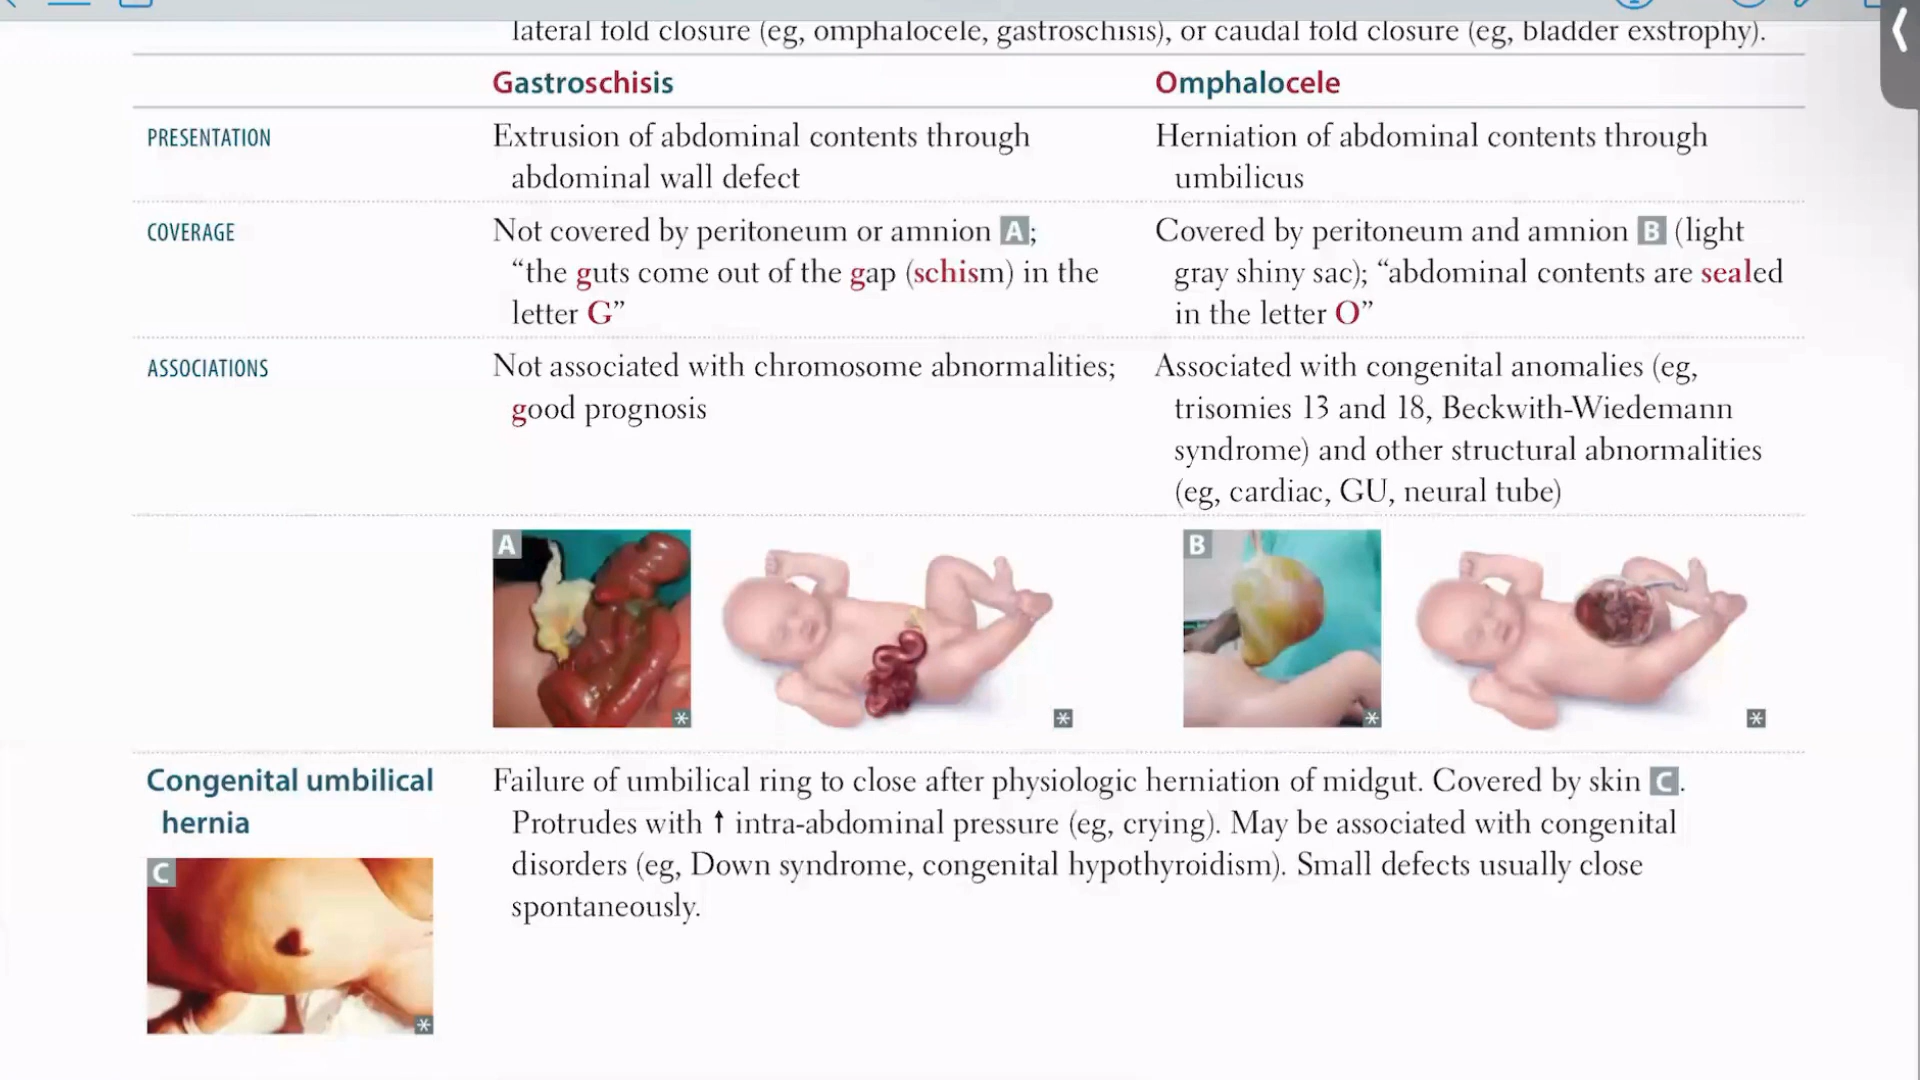 lateral fold closure (eg, omphalocele, gastroschisis), or caudal fold closure (eg, bladder exstrophy).
Gastroschisis Omphalocele
PRESENTATION Extrusion of abdominal contents through Herniation of abdominal contents through
abdominal wall defect umbilicus
COVERAGE Not covered by peritoneum or amnion A; Covered by peritoneum and amnion B (light
“the guts come out of the gap (schism) in the gray shiny sac); “abdominal contents are sealed
letter G” in the letter O”
ASSOCIATIONS Not associated with chromosome abnormalities; Associated with congenital anomalies (eg,
good prognosis trisomies 13 and 18, Beckwith-Wiedemann
syndrome) and other structural abnormalities
(eg, cardiac, GU, neural tube)
A B
* * * *
Congenital umbilical Failure of umbilical ring to close after physiologic herniation of midgut. Covered by skin C.
hernia Protrudes with ↑ intra-abdominal pressure (eg, crying). May be associated with congenital
disorders (eg, Down syndrome, congenital hypothyroidism). Small defects usually close
C
spontaneously.
*